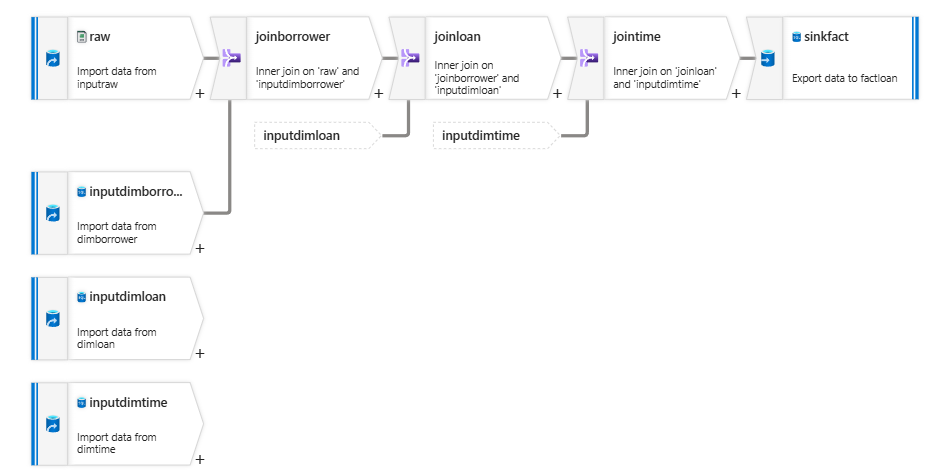 raw
Import data from
inputraw
+
joinborrower
Inner join on 'raw' and
'inputdimborrower'
+
joinloan
Inner join on
'joinborrower' and
'inputdimloan'
+
jointime
Inner join on 'joinloan'
and 'inputdimtime'
+
sinkfact
Export data to factloan
inputdimloan
inputdimtime
inputdimborro...
Import data from
dimborrower
+
inputdimloan
Import data from
dimloan
+
inputdimtime
Import data from
dimtime
+